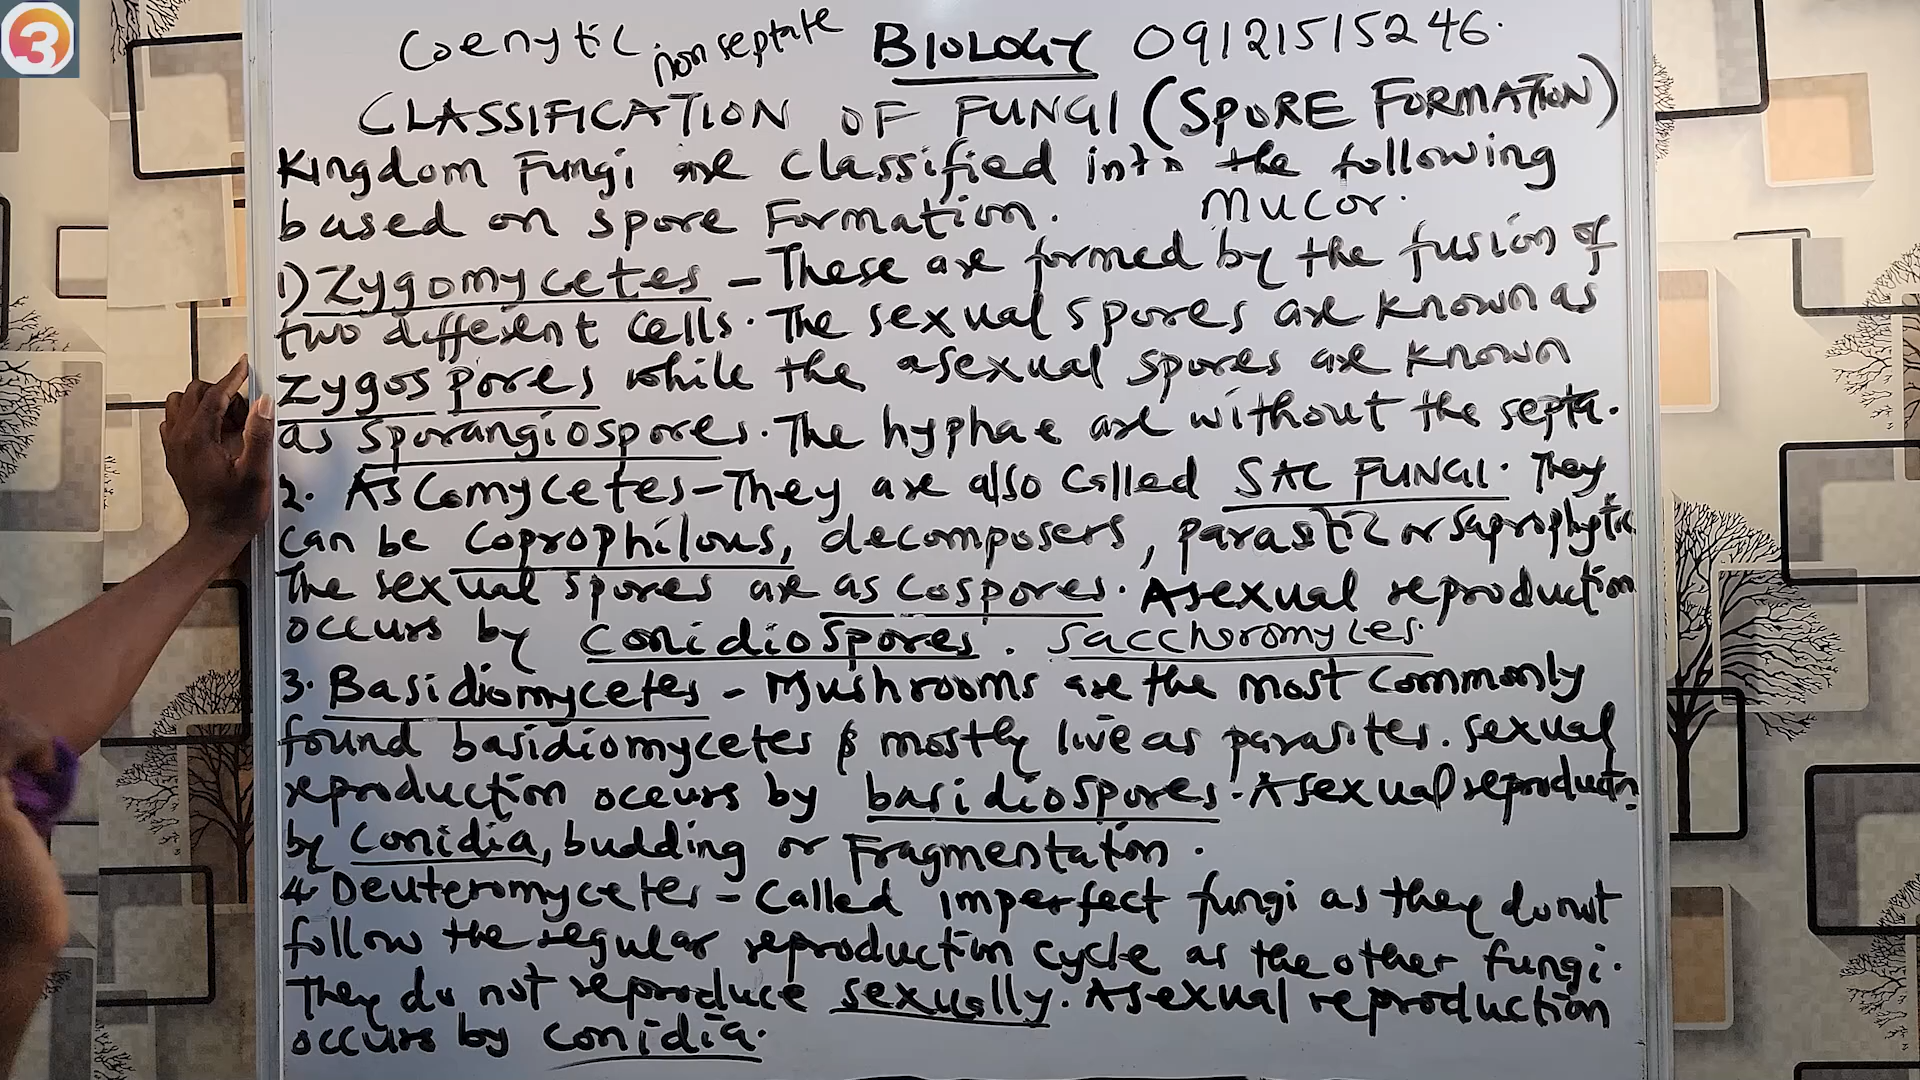 3
Coenytic non septate BIOLOGY 09121515246.
CLASSIFICATION OF FUNGI (SPORE FORMATION)
Kingdom Fungi are classified into the following
based on spore Formation. Mucor.
1) Zygomycetes - These are formed by the fusion of
two different cells. The sexual spores are known as
zygospores while the asexual spores are known
as sporangiospores. The hyphae are without the septa.
2. Ascomycetes - They are also called SAC FUNGI. They
can be coprophilous, decomposers, parastic or saprophytic
The sexual spores are ascospores. Asexual reproduction
occurs by conidiospores. Saccharomyces.
3. Basidiomycetes - Mushrooms are the most commonly
found basidiomycetes & mostly live as parasites. Sexual
reproduction occurs by basidiospores. Asexual reproductn
by conidia, budding or Fragmentation.
4. Deuteromycetes - Called imperfect fungi as they do not
follow the regular reproduction cycle as the other fungi.
They do not reproduce sexually. Asexual reproduction
occurs by conidia.